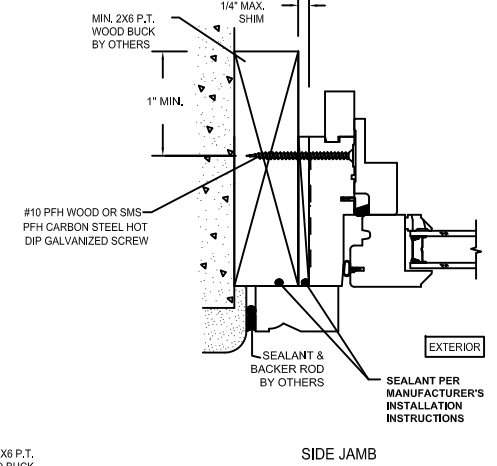 1/4" MAX.
SHIM
MIN. 2X6 P.T.
WOOD BUCK
BY OTHERS
1" MIN.
#10 PFH WOOD OR SMS
PFH CARBON STEEL HOT
DIP GALVANIZED SCREW
EXTERIOR
SEALANT &
BACKER ROD
BY OTHERS
SEALANT PER
MANUFACTURER'S
INSTALLATION
INSTRUCTIONS
SIDE JAMB
X6 P.T.